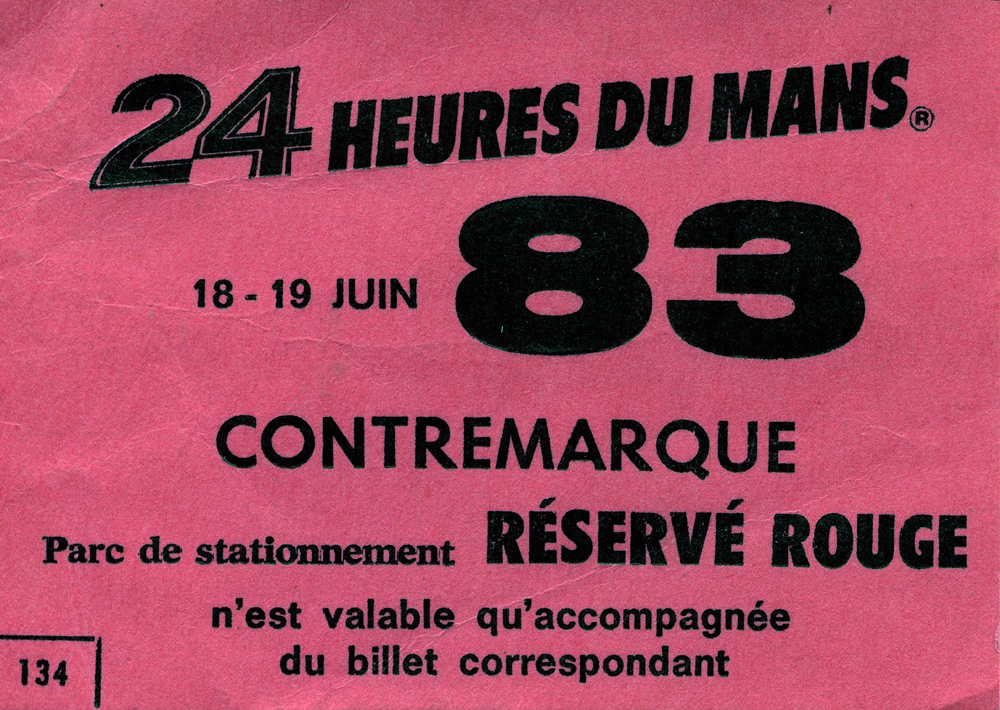 24 HEURES DU MANS®
18 - 19 JUIN 83
CONTREMARQUE
Parc de stationnement RÉSERVÉ ROUGE
n'est valable qu'accompagnée
du billet correspondant
134